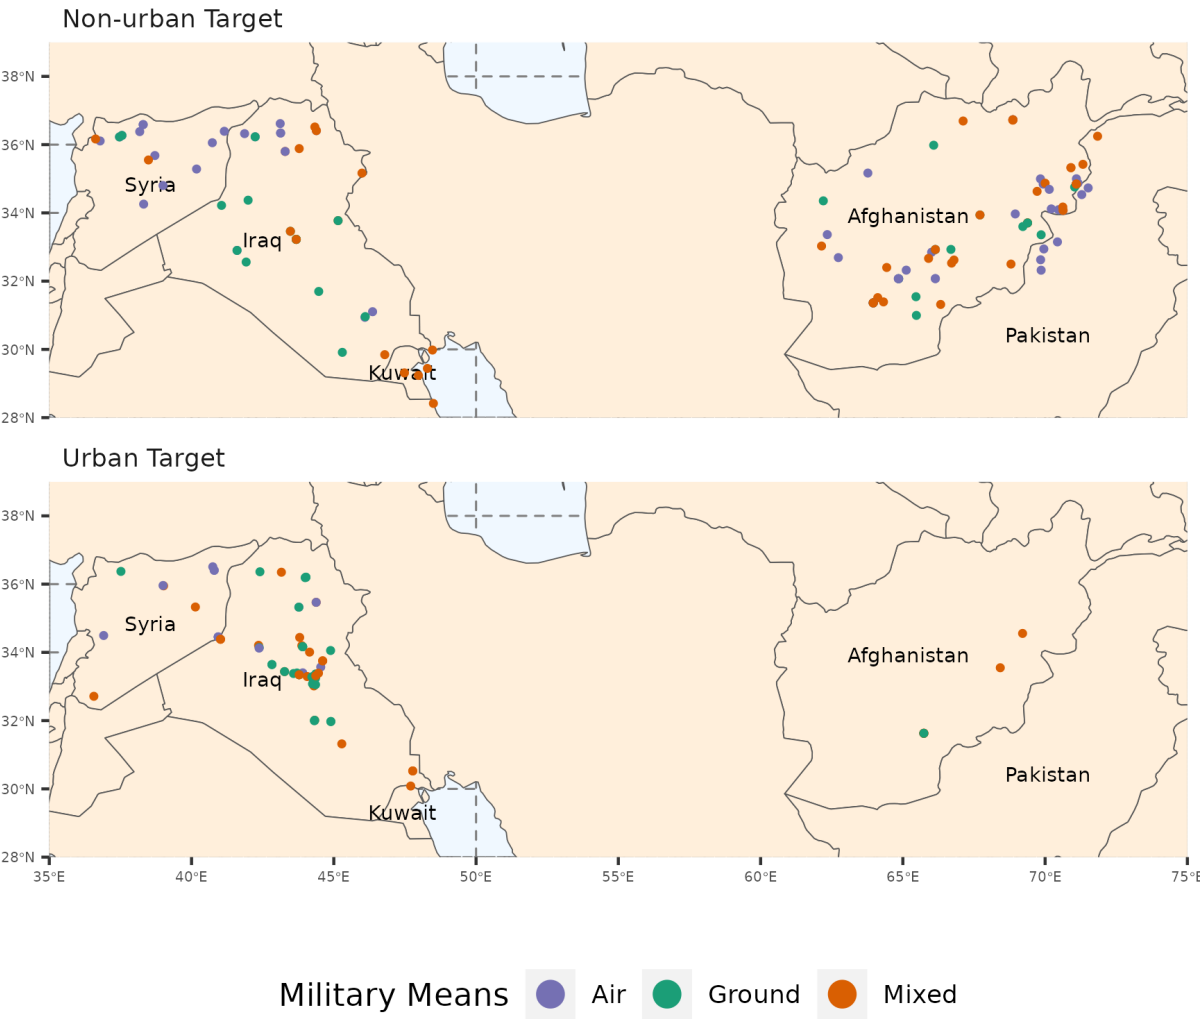 Non-urban Target
38°N
36°N
34°N
32°N
30°N
28°N
Syria
Iraq
Kuwait
Afghanistan
Pakistan
Urban Target
38°N
36°N
34°N
32°N
30°N
28°N
Syria
Iraq
Kuwait
Afghanistan
Pakistan
35°E 40°E 45°E 50°E 55°E 60°E 65°E 70°E 75°E
Military Means Air Ground Mixed